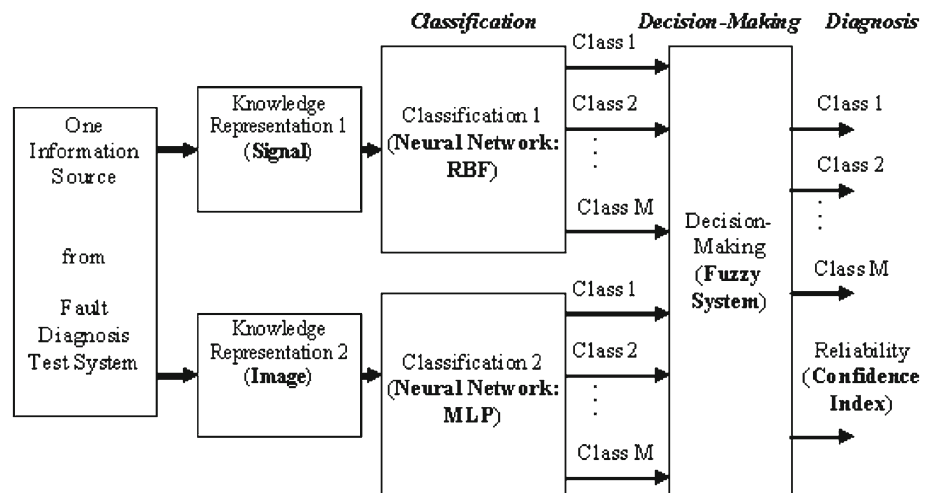 Classification
Decision-Making
Diagnosis
One
Information
Source
from
Fault
Diagnosis
Test System
Knowledge
Representation 1
(Signal)
Knowledge
Representation 2
(Image)
Classification 1
(Neural Network:
RBF)
Classification 2
(Neural Network:
MLP)
Class 1
Class 2
Class M
Class 1
Class 2
Class M
Decision-
Making
(Fuzzy
System)
Class 1
Class 2
Class M
Reliability
(Confidence
Index)